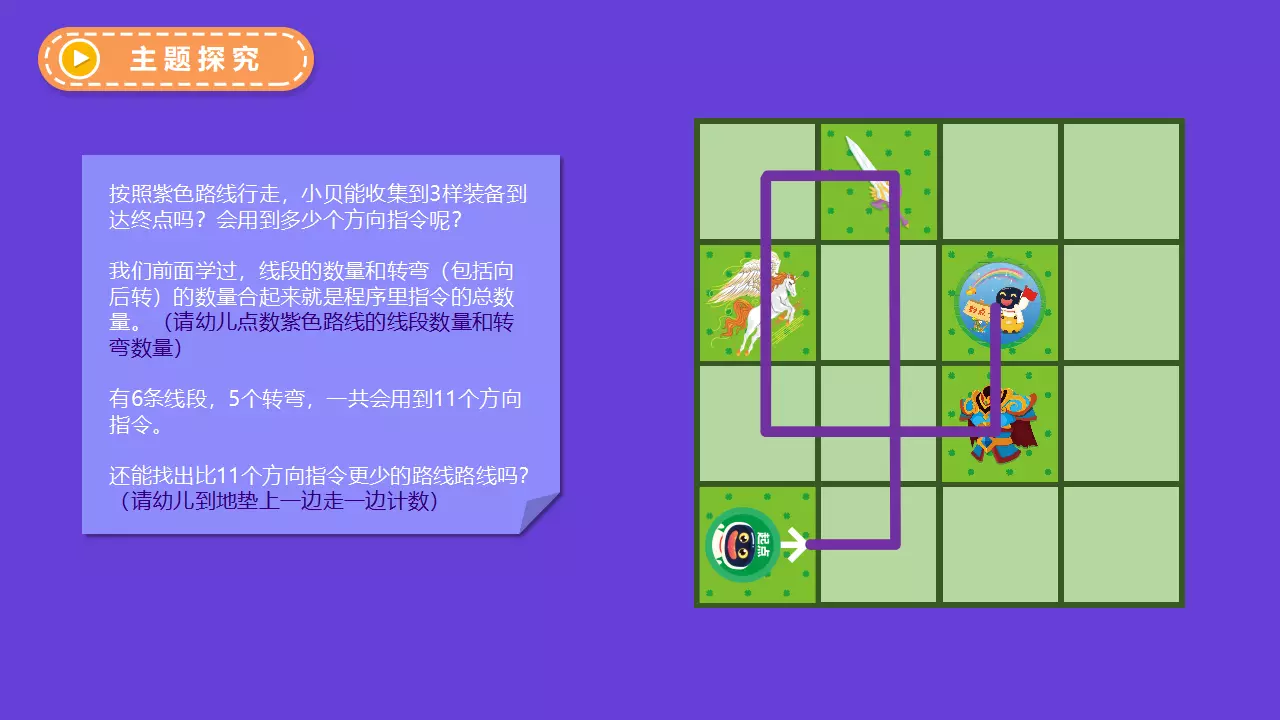 主题探究
按照紫色路线行走，小贝能收集到3样装备到
达终点吗？会用到多少个方向指令呢？
我们前面学过，线段的数量和转弯（包括向
后转）的数量合起来就是程序里指令的总数
量。（请幼儿点数紫色路线的线段数量和转
弯数量）
有6条线段，5个转弯，一共会用到11个方向
指令。
还能找出比11个方向指令更少的路线路线吗？
（请幼儿到地垫上一边走一边计数）
终点
起点